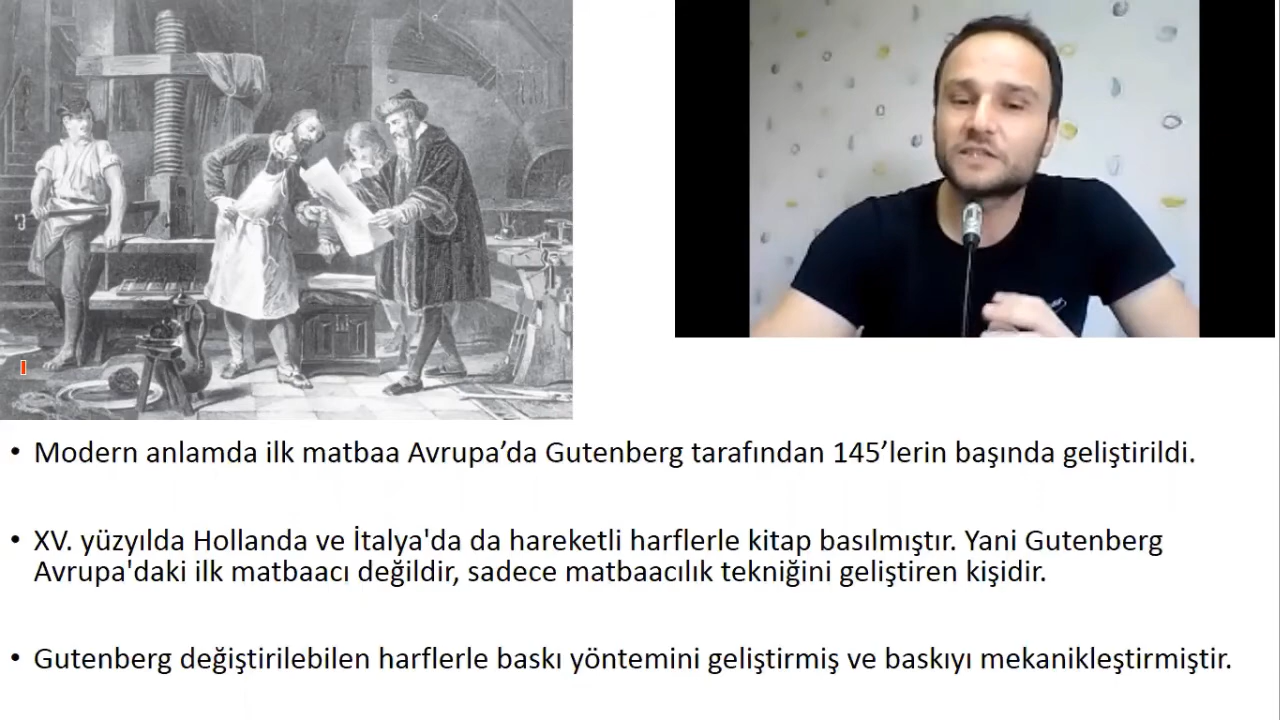 • Modern anlamda ilk matbaa Avrupa’da Gutenberg tarafından 145’lerin başında geliştirildi.
• XV. yüzyılda Hollanda ve İtalya'da da hareketli harflerle kitap basılmıştır. Yani Gutenberg
Avrupa'daki ilk matbaacı değildir, sadece matbaacılık tekniğini geliştiren kişidir.
• Gutenberg değiştirilebilen harflerle baskı yöntemini geliştirmiş ve baskıyı mekanikleştirmiştir.